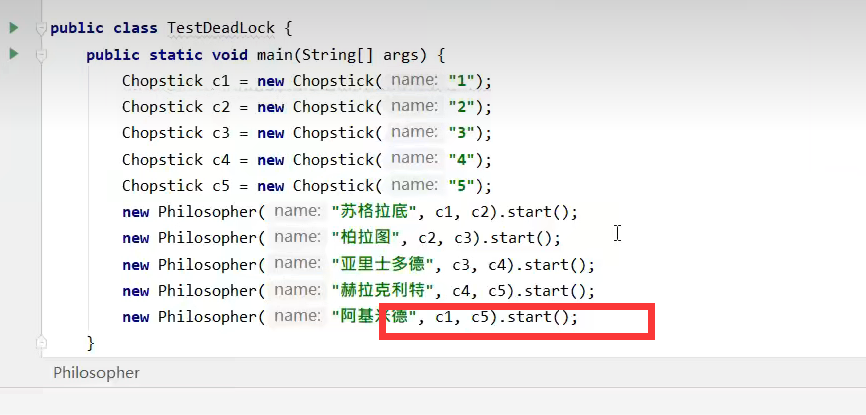 public class TestDeadLock {
public static void main(String[] args) {
Chopstick c1 = new Chopstick( name: "1");
Chopstick c2 = new Chopstick( name: "2");
Chopstick c3 = new Chopstick( name: "3");
Chopstick c4 = new Chopstick( name: "4");
Chopstick c5 = new Chopstick( name: "5");
new Philosopher( name: "苏格拉底", c1, c2).start();
new Philosopher( name: "柏拉图", c2, c3).start();
new Philosopher( name: "亚里士多德", c3, c4).start();
new Philosopher( name: "赫拉克利特", c4, c5).start();
new Philosopher( name: "阿基米德", c1, c5).start();
}
Philosopher